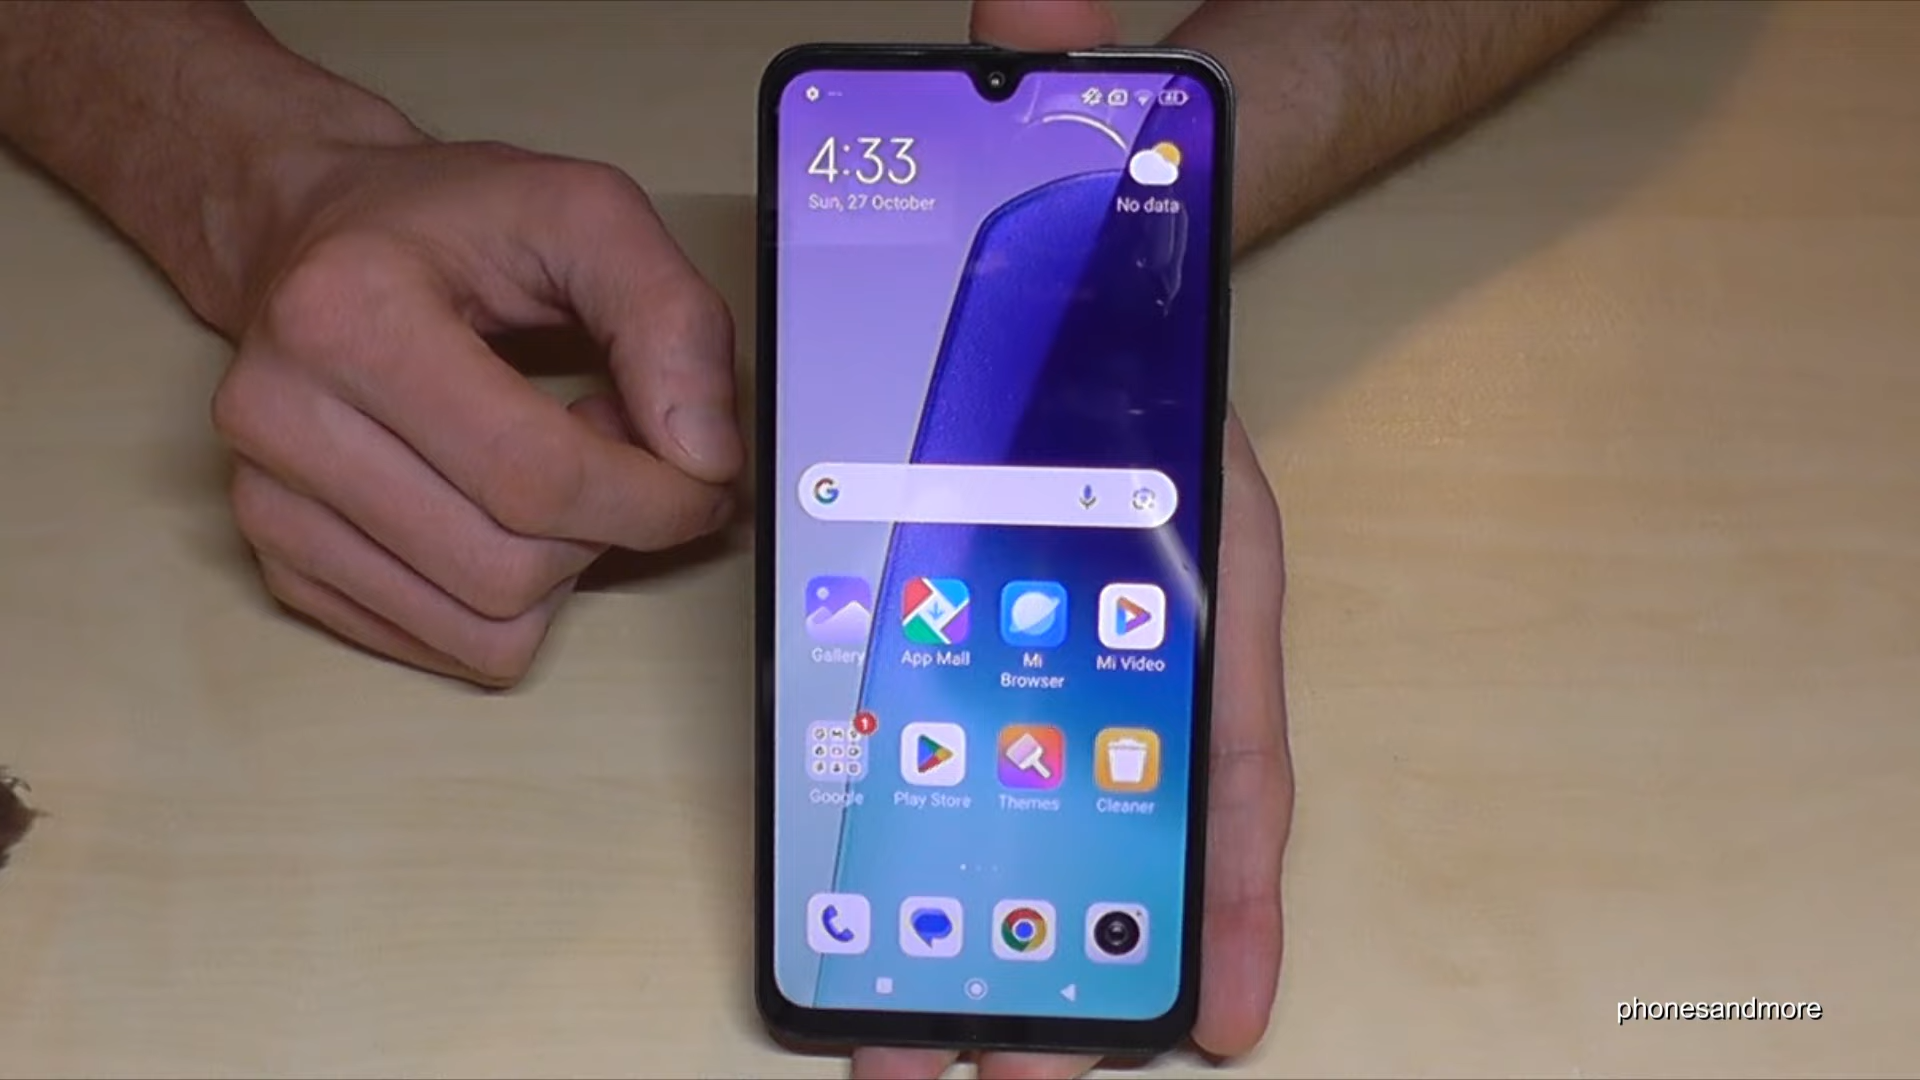 4:33
Sun, 27 October
No data
Gallery
App Mall
Mi
Browser
Mi Video
1
Google
Play Store
Themes
Cleaner
phonesandmore